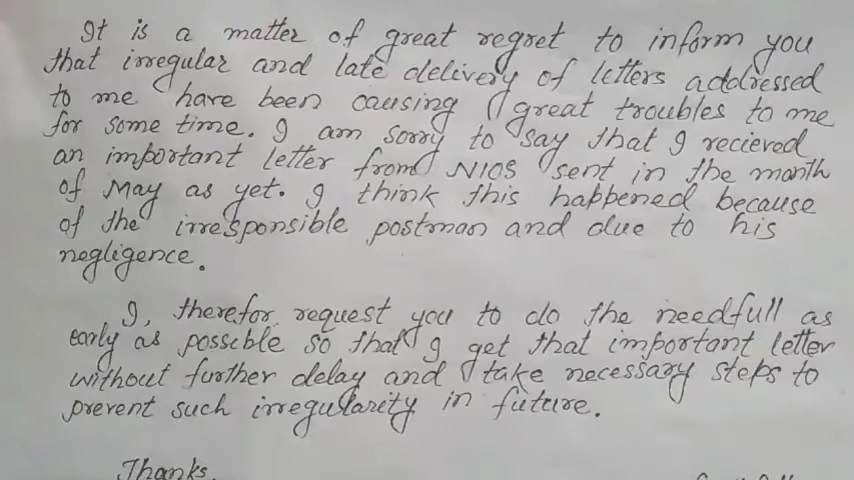 It is a matter of great regret to inform you
that irregular and late delivery of letters addressed
to me have been causing great troubles to me
for some time. I am sorry to say that I recieved
an important letter from NIOS sent in the month
of May as yet. I think this happened because
of the irresponsible postman and due to his
negligence.
I, therefor request you to do the needfull as
early as possible so that I get that important letter
without further delay and take necessary steps to
prevent such irregularity in future.
Thanks.